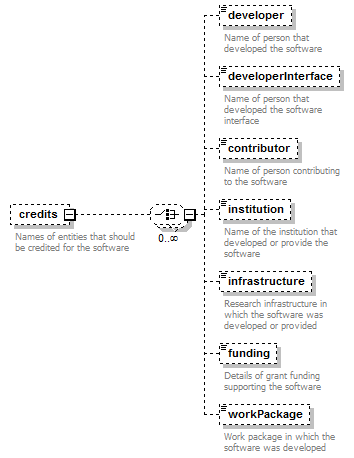 developer
Name of person that
developed the software
developerInterface
Name of person that
developed the software
interface
contributor
Name of person contributing
to the software
credits
Names of entities that should
be credited for the software
0..∞
institution
Name of the institution that
developed or provide the
software
infrastructure
Research infrastructure in
which the software was
developed or provided
funding
Details of grant funding
supporting the software
workPackage
Work package in which the
software was developed